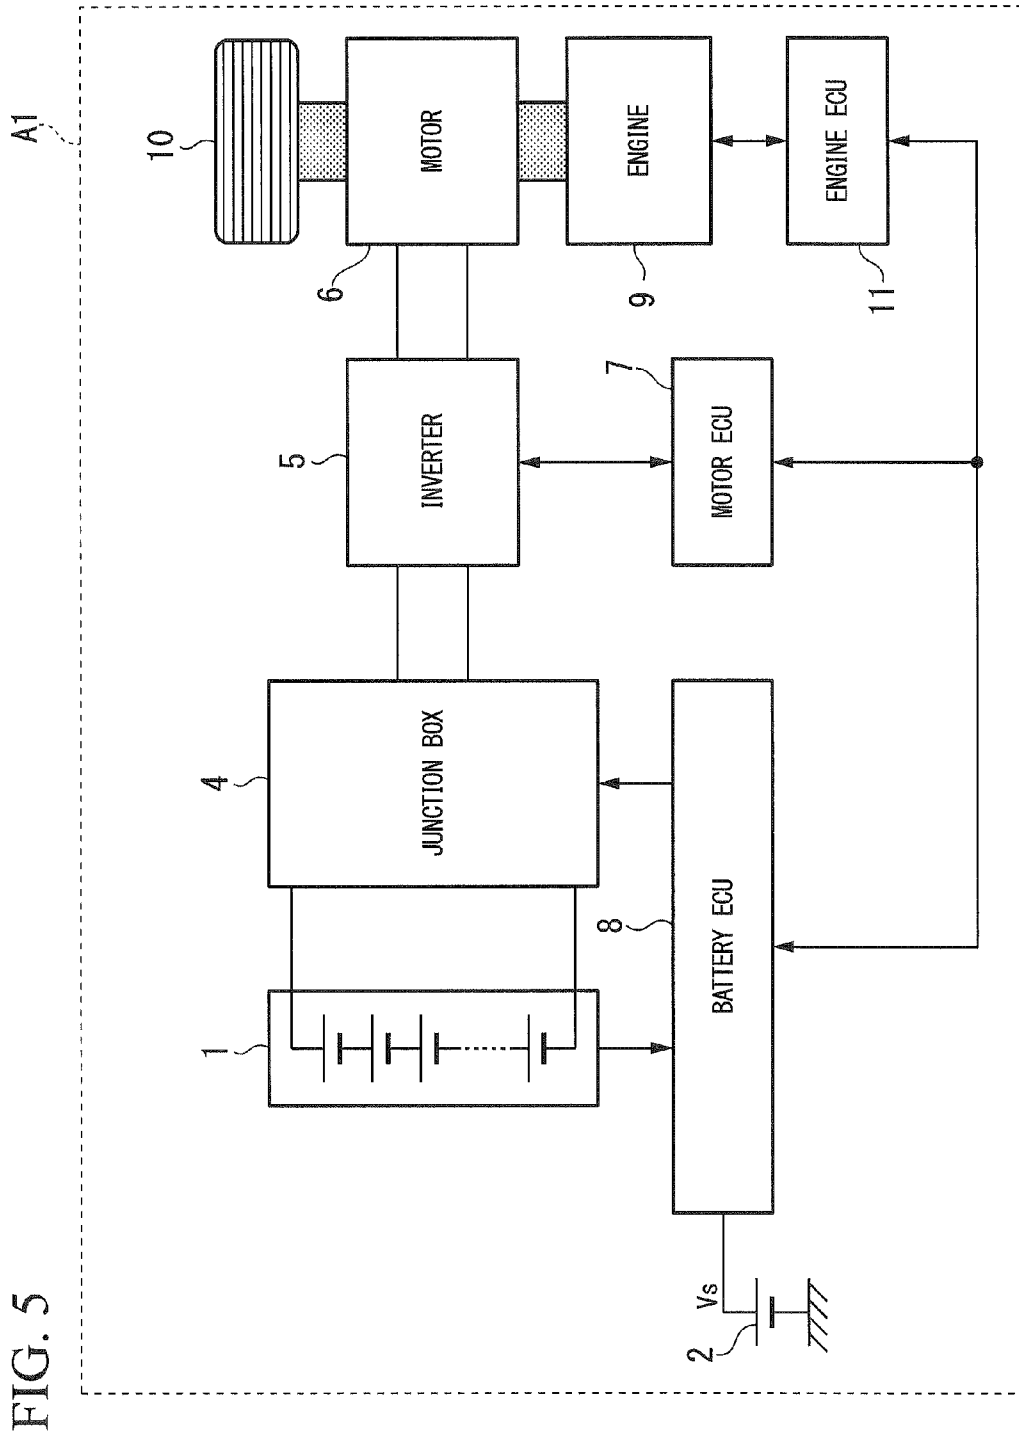 FIG. 5
A1
10
MOTOR
6
ENGINE
9
ENGINE ECU
11
INVERTER
5
MOTOR ECU
7
JUNCTION BOX
4
1
BATTERY ECU
8
Vs
2